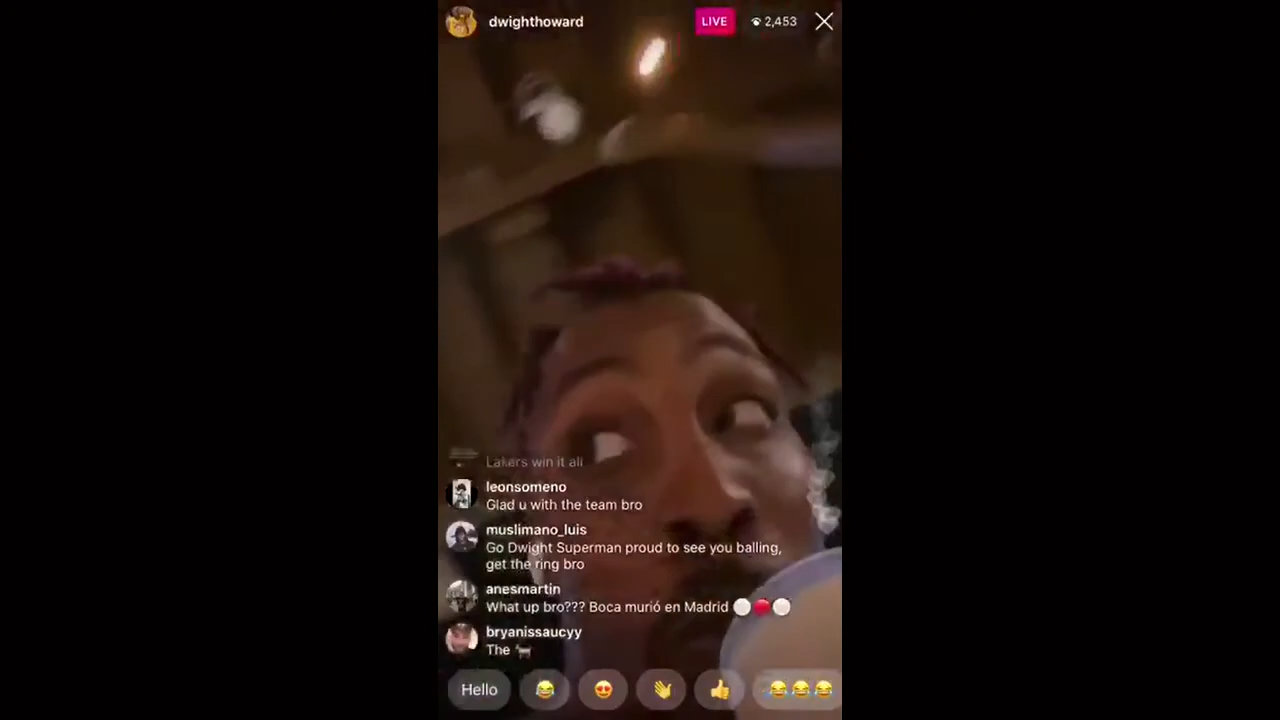 dwighthoward
LIVE
2,453
Lakers win it all
leonsomeno
Glad u with the team bro
muslimano_luis
Go Dwight Superman proud to see you balling,
get the ring bro
anesmartin
What up bro??? Boca murió en Madrid ⚪🔴⚪
bryanissaucyy
The 🐐
Hello 😂 😍 👋 👍 😂😂😂